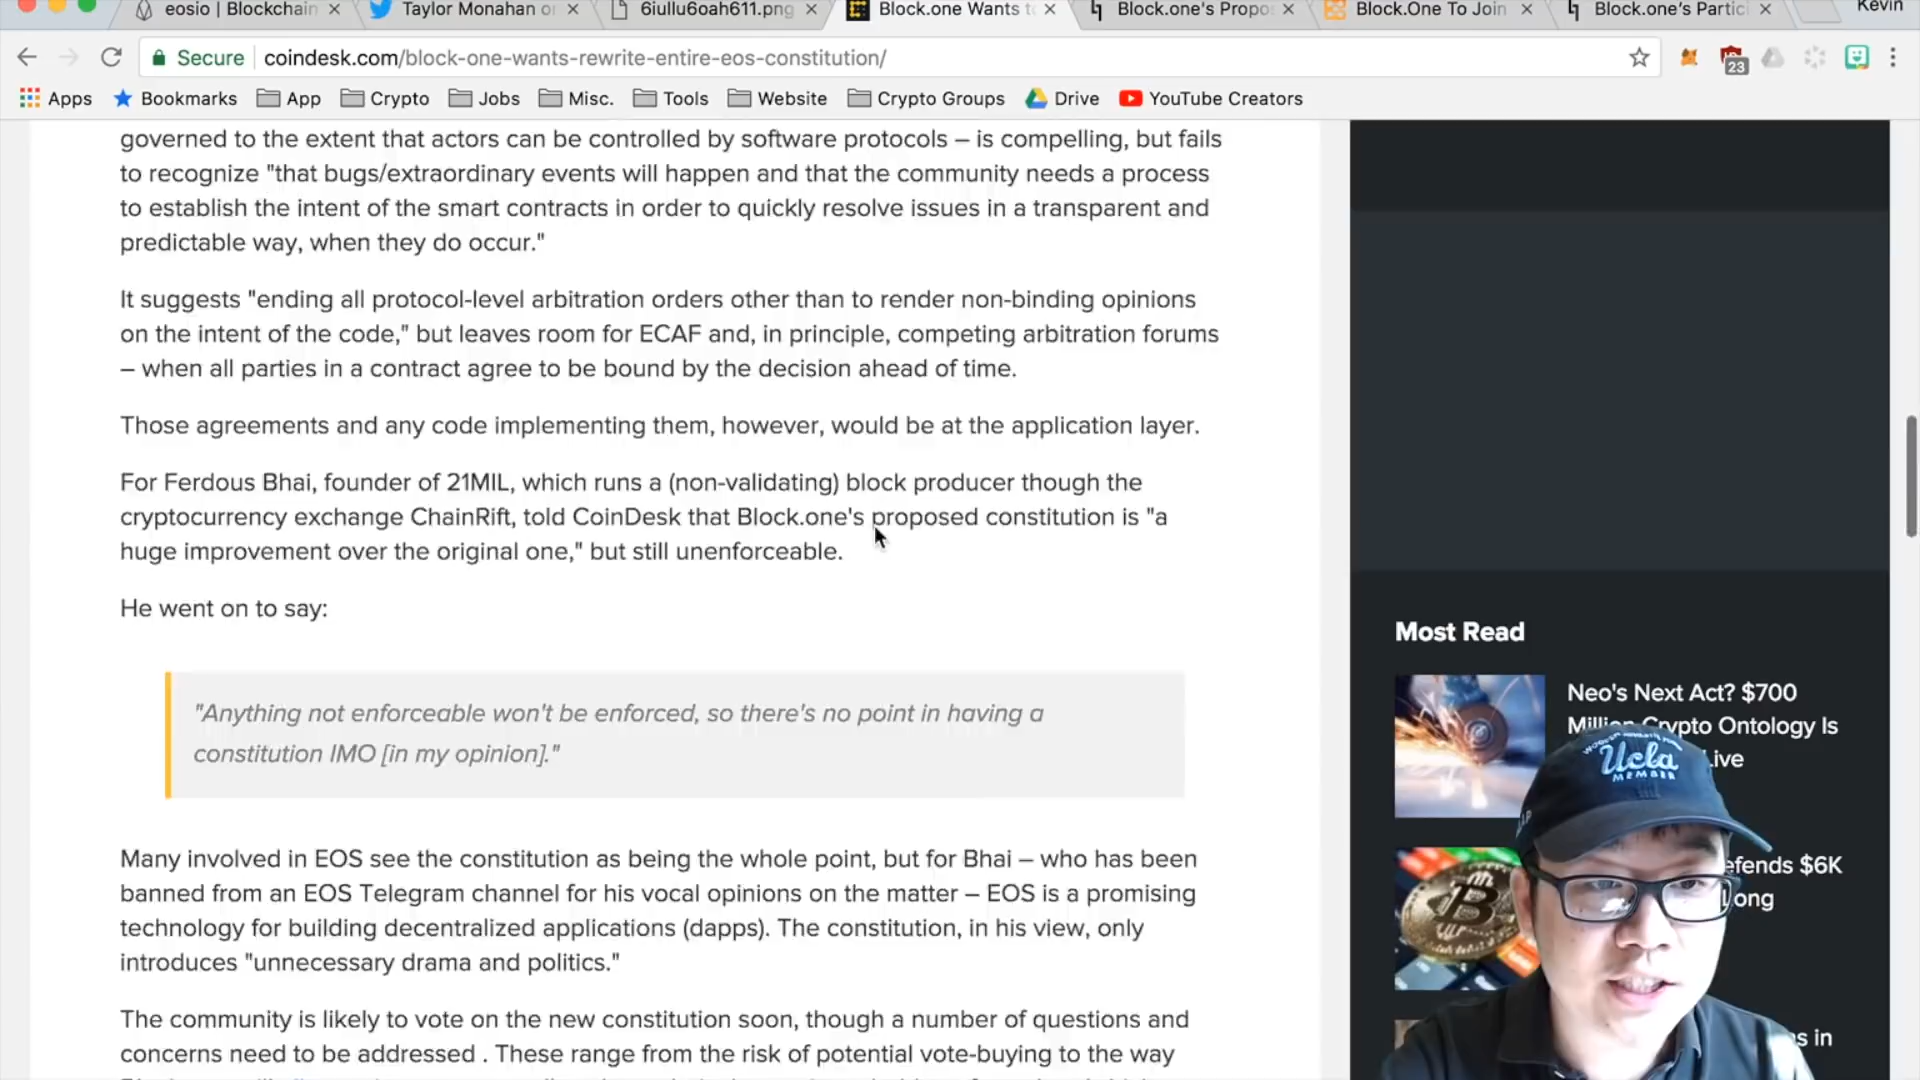 eosio | Blockchain
Taylor Monahan o
6iullu6oah611.png
Block.one Wants t
Block.one's Propo
Block.One To Join
Block.one's Partic
Kevin
Secure
coindesk.com/block-one-wants-rewrite-entire-eos-constitution/
23
Apps
Bookmarks
App
Crypto
Jobs
Misc.
Tools
Website
Crypto Groups
Drive
YouTube Creators
governed to the extent that actors can be controlled by software protocols – is compelling, but fails
to recognize "that bugs/extraordinary events will happen and that the community needs a process
to establish the intent of the smart contracts in order to quickly resolve issues in a transparent and
predictable way, when they do occur."
It suggests "ending all protocol-level arbitration orders other than to render non-binding opinions
on the intent of the code," but leaves room for ECAF and, in principle, competing arbitration forums
– when all parties in a contract agree to be bound by the decision ahead of time.
Those agreements and any code implementing them, however, would be at the application layer.
For Ferdous Bhai, founder of 21MIL, which runs a (non-validating) block producer though the
cryptocurrency exchange ChainRift, told CoinDesk that Block.one's proposed constitution is "a
huge improvement over the original one," but still unenforceable.
He went on to say:
"Anything not enforceable won't be enforced, so there's no point in having a
constitution IMO [in my opinion]."
Many involved in EOS see the constitution as being the whole point, but for Bhai – who has been
banned from an EOS Telegram channel for his vocal opinions on the matter – EOS is a promising
technology for building decentralized applications (dapps). The constitution, in his view, only
introduces "unnecessary drama and politics."
The community is likely to vote on the new constitution soon, though a number of questions and
concerns need to be addressed . These range from the risk of potential vote-buying to the way
Most Read
Neo's Next Act? $700
Million Crypto Ontology Is
Live
efends $6K
Long
s in
Ucla
MEMBER